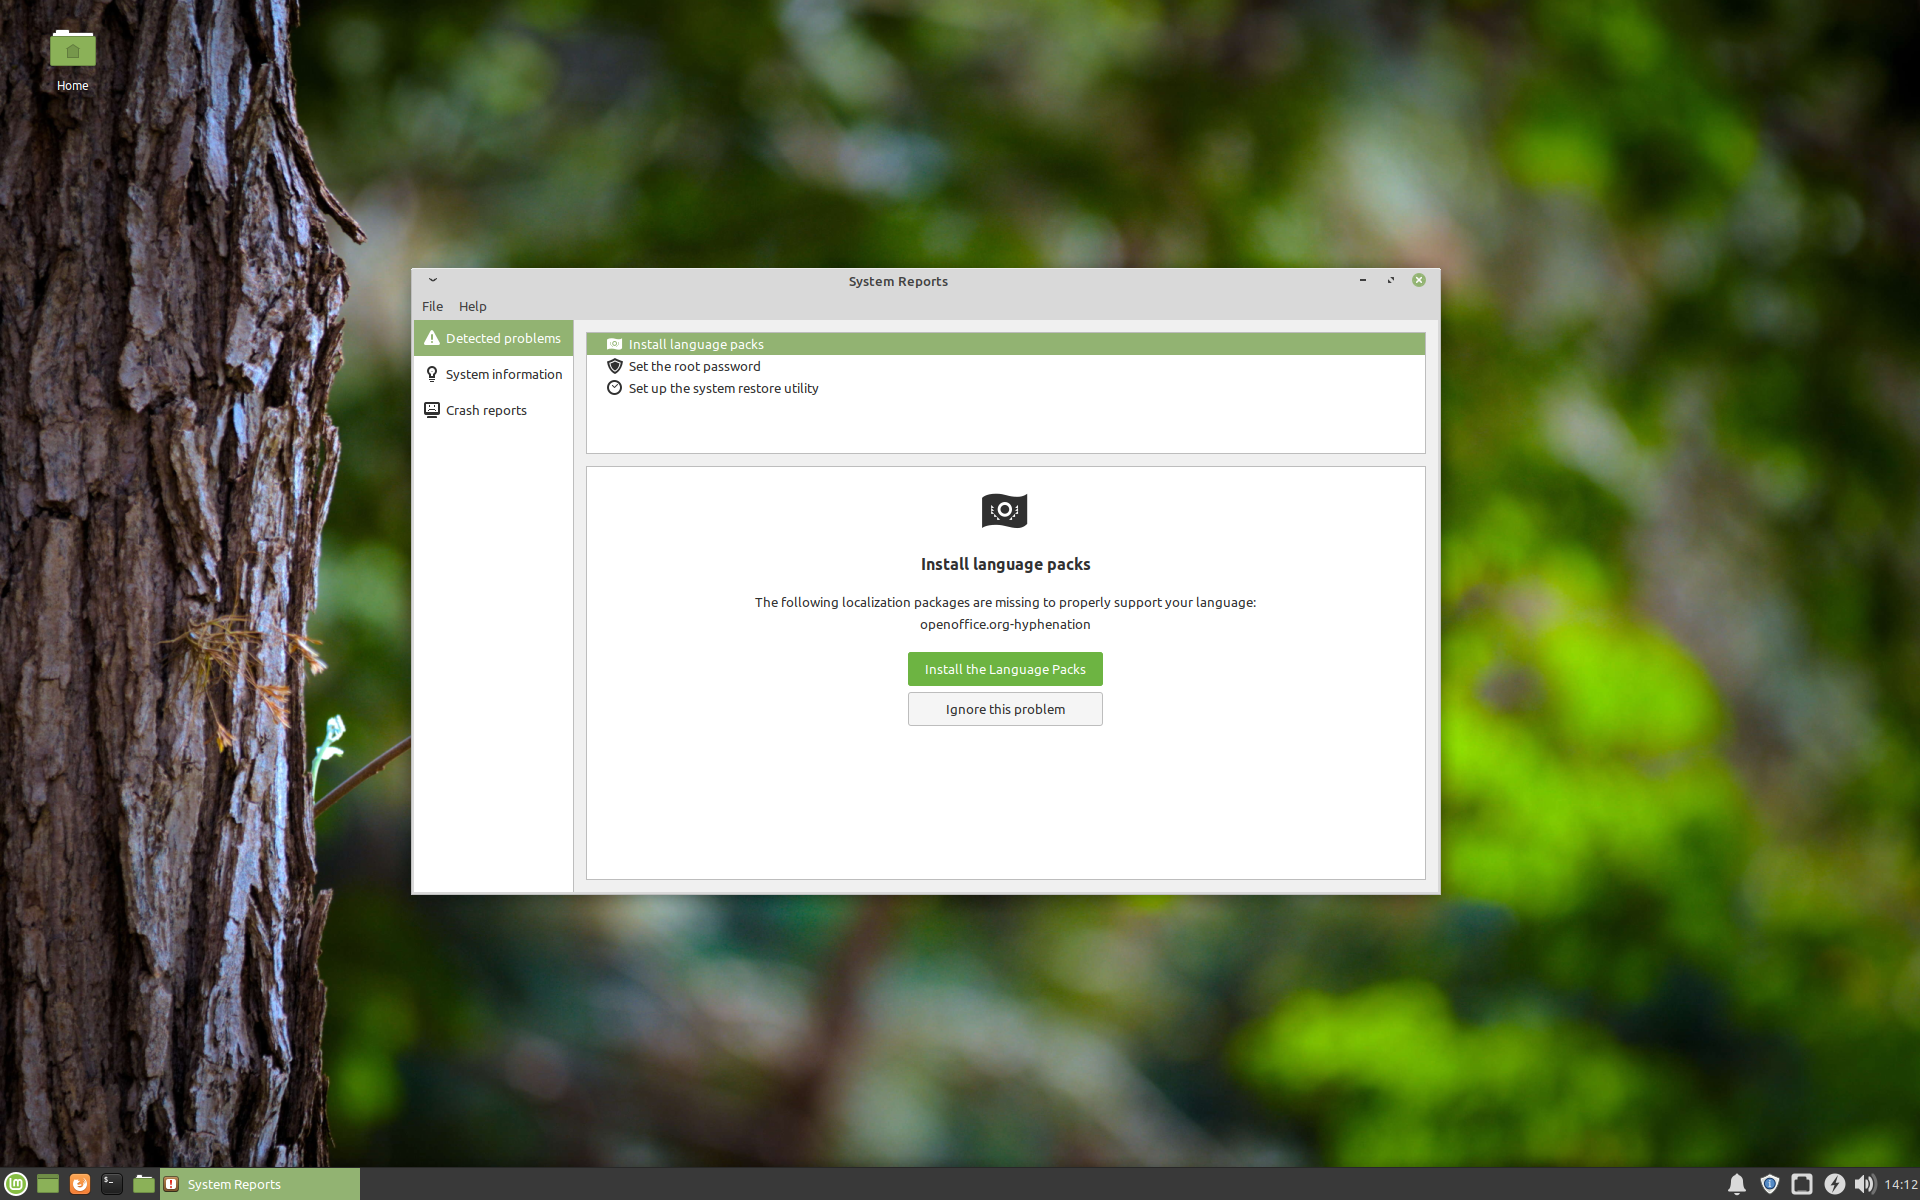 Home
System Reports
File Help
Detected problems
System information
Crash reports
Install language packs
Set the root password
Set up the system restore utility
Install language packs
The following localization packages are missing to properly support your language:
openoffice.org-hyphenation
Install the Language Packs
Ignore this problem
System Reports
14:12